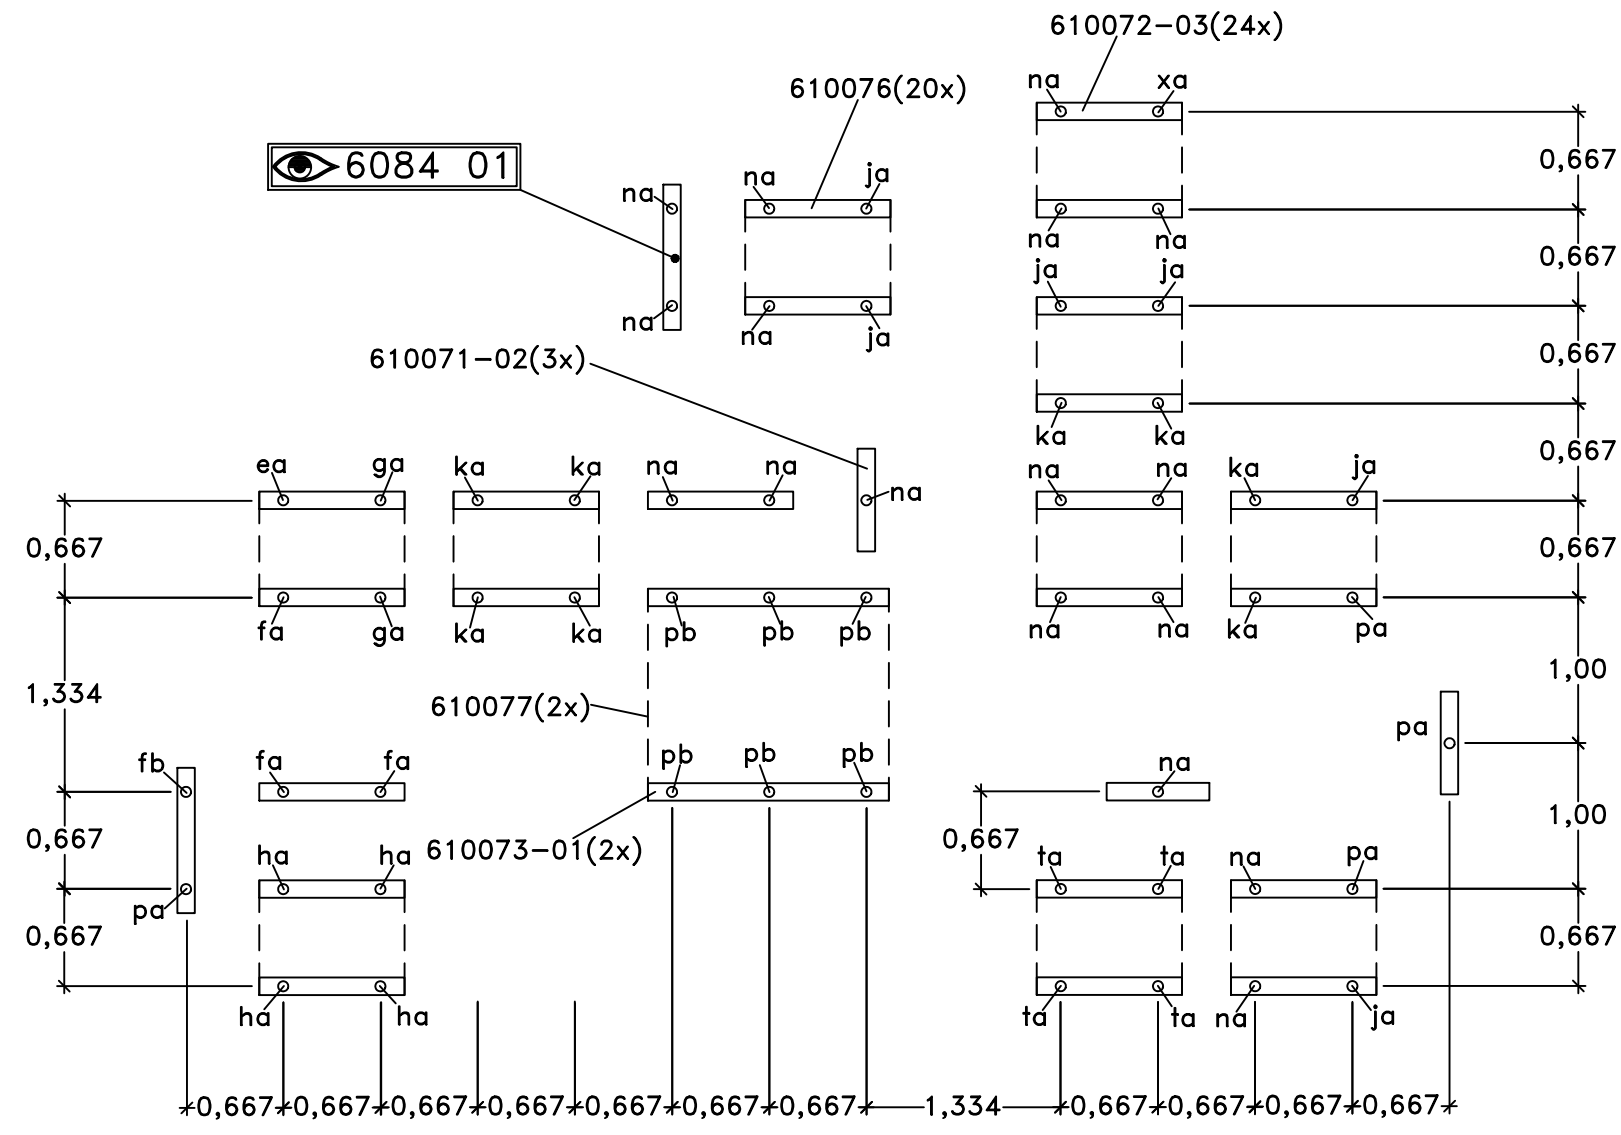 610072-03(24x)
na xa
610076(20x)
0,667
6084 01
na na ja
na na
0,667
ja ja
na na ja
610071-02(3x)
0,667
ka ka
0,667
ea ga ka ka na na na na ka ja
na
0,667
0,667
fa ga ka ka pb pb pb na na ka pa
1,00
1,334
610077(2x)
pa
fb fa fa pb pb pb na
1,00
0,667
0,667
610073-01(2x)
ha ha ta ta na pa
pa
0,667
0,667
ha ha ta ta na ja
0,667 0,667 0,667 0,667 0,667 0,667 0,667 1,334 0,667 0,667 0,667 0,667